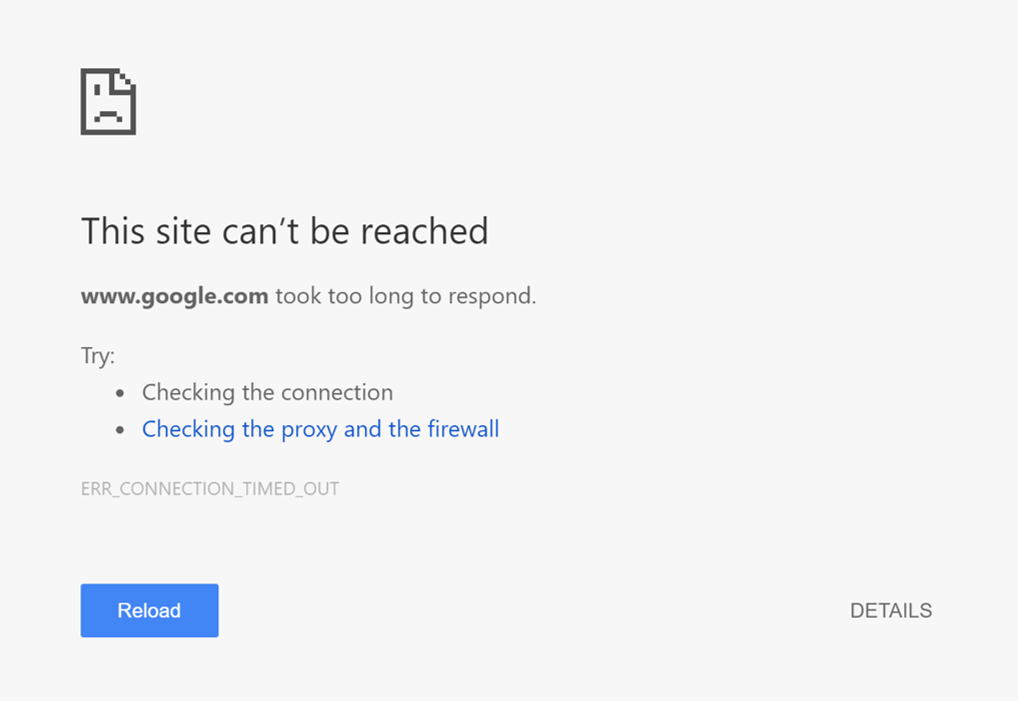 This site can’t be reached
www.google.com took too long to respond.
Try:
• Checking the connection
• Checking the proxy and the firewall
ERR_CONNECTION_TIMED_OUT
Reload
DETAILS